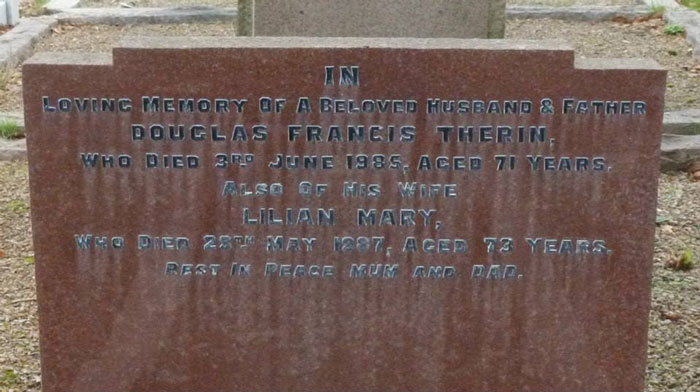 IN
LOVING MEMORY OF A BELOVED HUSBAND & FATHER
DOUGLAS FRANCIS THERIN,
WHO DIED 3RD JUNE 1985, AGED 71 YEARS.
ALSO OF HIS WIFE
LILIAN MARY,
WHO DIED MAY 1987, AGED 73 YEARS.
REST IN PEACE MUM AND DAD.